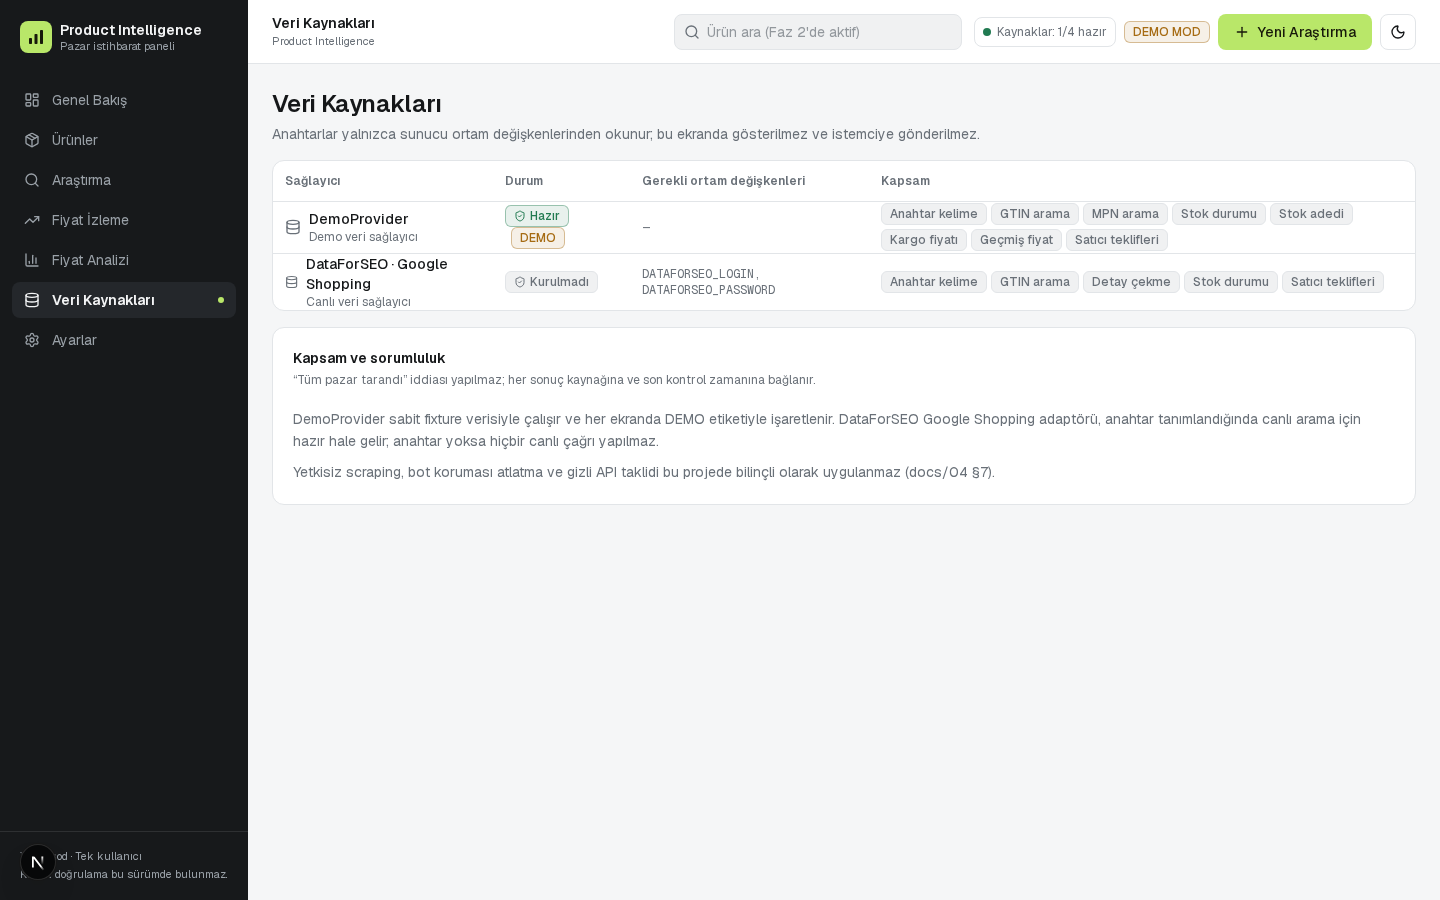 Product Intelligence
Pazar istihbarat paneli
Genel Bakış
Ürünler
Araştırma
Fiyat İzleme
Fiyat Analizi
Veri Kaynakları
Ayarlar
· Tek kullanıcı
doğrulama bu sürümde bulunmaz.
Veri Kaynakları
Product Intelligence
Ürün ara (Faz 2'de aktif)
Kaynaklar: 1/4 hazır
DEMO MOD
Yeni Araştırma
Veri Kaynakları
Anahtarlar yalnızca sunucu ortam değişkenlerinden okunur; bu ekranda gösterilmez ve istemciye gönderilmez.
Sağlayıcı Durum Gerekli ortam değişkenleri Kapsam
DemoProvider
Demo veri sağlayıcı
Hazır
DEMO
—
Anahtar kelime GTIN arama MPN arama Stok durumu Stok adedi
Kargo fiyatı Geçmiş fiyat Satıcı teklifleri
DataForSEO · Google
Shopping
Canlı veri sağlayıcı
Kurulmadı
DATAFORSEO_LOGIN,
DATAFORSEO_PASSWORD
Anahtar kelime GTIN arama Detay çekme Stok durumu Satıcı teklifleri
Kapsam ve sorumluluk
“Tüm pazar tarandı” iddiası yapılmaz; her sonuç kaynağına ve son kontrol zamanına bağlanır.
DemoProvider sabit fixture verisiyle çalışır ve her ekranda DEMO etiketiyle işaretlenir. DataForSEO Google Shopping adaptörü, anahtar tanımlandığında canlı arama için
hazır hale gelir; anahtar yoksa hiçbir canlı çağrı yapılmaz.
Yetkisiz scraping, bot koruması atlatma ve gizli API taklidi bu projede bilinçli olarak uygulanmaz (docs/04 §7).